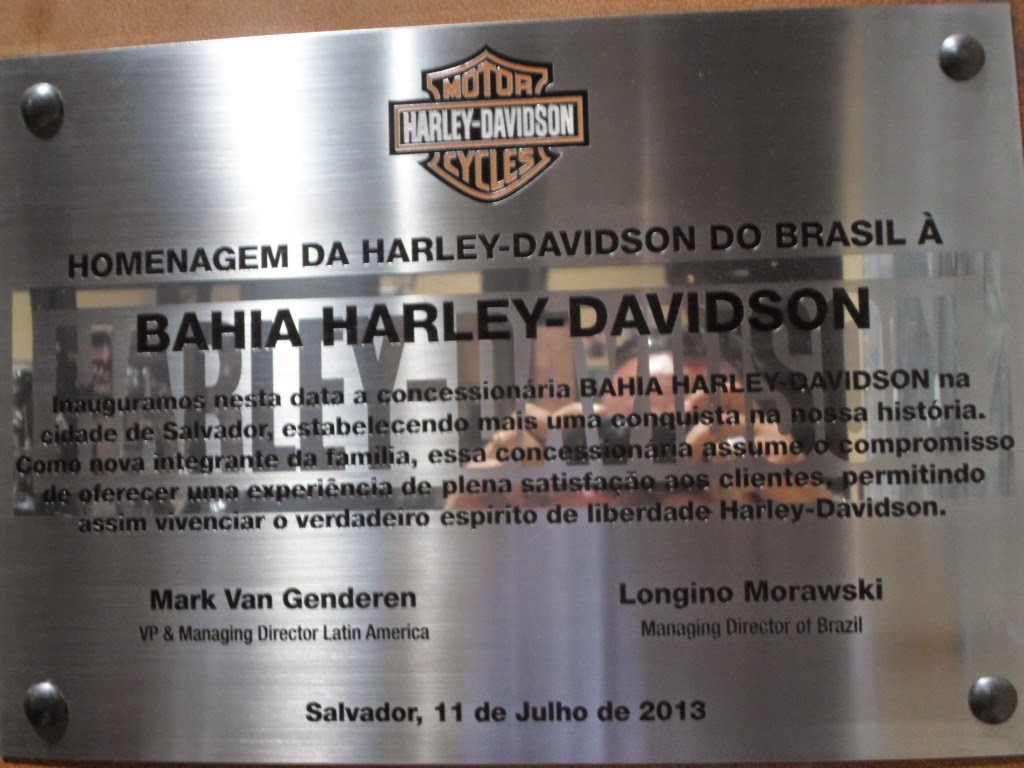 MOTOR
HARLEY-DAVIDSON
CYCLES
HOMENAGEM DA HARLEY-DAVIDSON DO BRASIL À
BAHIA HARLEY-DAVIDSON
HARLEY-DAVIDSON
Inauguramos nesta data a concessionária BAHIA HARLEY-DAVIDSON na
cidade de Salvador, estabelecendo mais uma conquista na nossa história.
Como nova integrante da família, essa concessionária assume o compromisso
de oferecer uma experiência de plena satisfação aos clientes, permitindo
assim vivenciar o verdadeiro espírito de liberdade Harley-Davidson.
Mark Van Genderen
VP & Managing Director Latin America
Longino Morawski
Managing Director of Brazil
Salvador, 11 de Julho de 2013